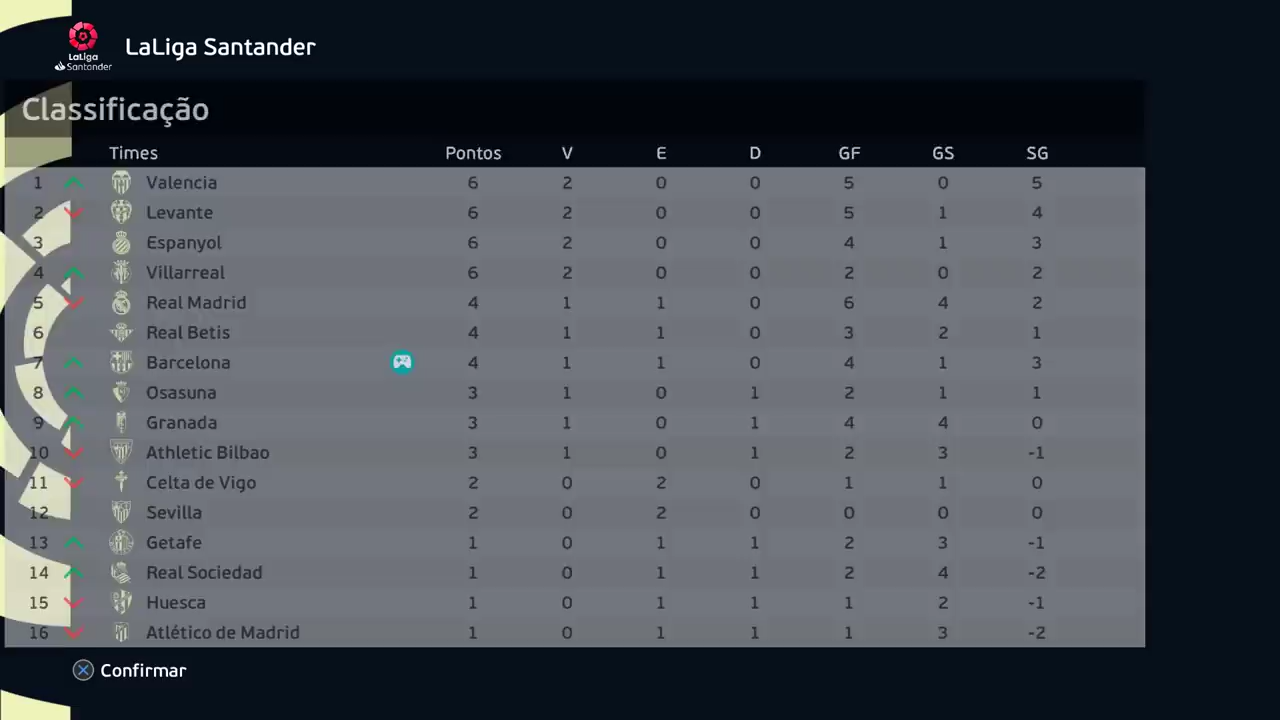 LaLiga
Santander
LaLiga Santander
Classificação
Times Pontos V E D GF GS SG
1 Valencia 6 2 0 0 5 0 5
2 Levante 6 2 0 0 5 1 4
3 Espanyol 6 2 0 0 4 1 3
4 Villarreal 6 2 0 0 2 0 2
5 Real Madrid 4 1 1 0 6 4 2
6 Real Betis 4 1 1 0 3 2 1
7 Barcelona 4 1 1 0 4 1 3
8 Osasuna 3 1 0 1 2 1 1
9 Granada 3 1 0 1 4 4 0
10 Athletic Bilbao 3 1 0 1 2 3 -1
11 Celta de Vigo 2 0 2 0 1 1 0
12 Sevilla 2 0 2 0 0 0 0
13 Getafe 1 0 1 1 2 3 -1
14 Real Sociedad 1 0 1 1 2 4 -2
15 Huesca 1 0 1 1 1 2 -1
16 Atlético de Madrid 1 0 1 1 1 3 -2
Confirmar